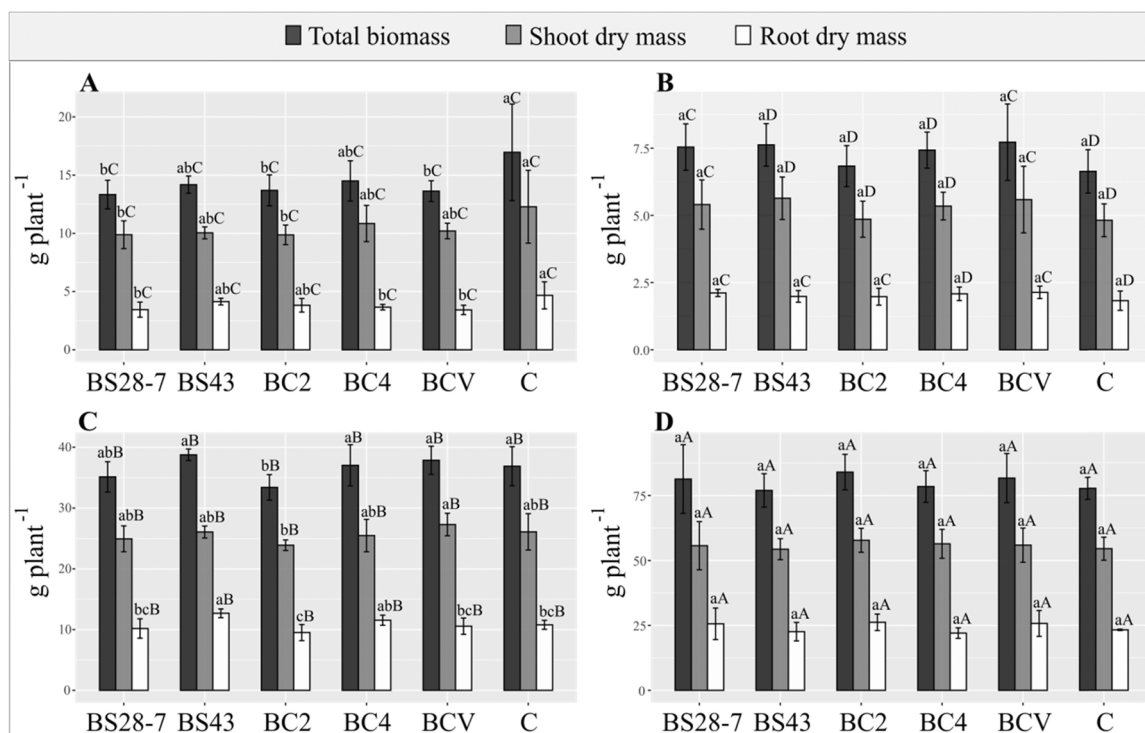 Total biomass Shoot dry mass Root dry mass
A
g plant⁻¹
20
15
10
5
0
bC bC bC
bC abC abC
bC bC abC
abC abC bC
bC abC bC
aC aC aC
BS28-7 BS43 BC2 BC4 BCV C
B
g plant⁻¹
7.5
5.0
2.5
0.0
aC aC aC
aD aD aC
aD aD aC
aD aD aD
aC aC aC
aD aD aD
BS28-7 BS43 BC2 BC4 BCV C
C
g plant⁻¹
40
30
20
10
0
abB abB bcB
aB abB aB
bB bB cB
aB abB abB
aB aB bcB
aB abB bcB
BS28-7 BS43 BC2 BC4 BCV C
D
g plant⁻¹
75
50
25
0
aA aA aA
aA aA aA
aA aA aA
aA aA aA
aA aA aA
aA aA aA
BS28-7 BS43 BC2 BC4 BCV C